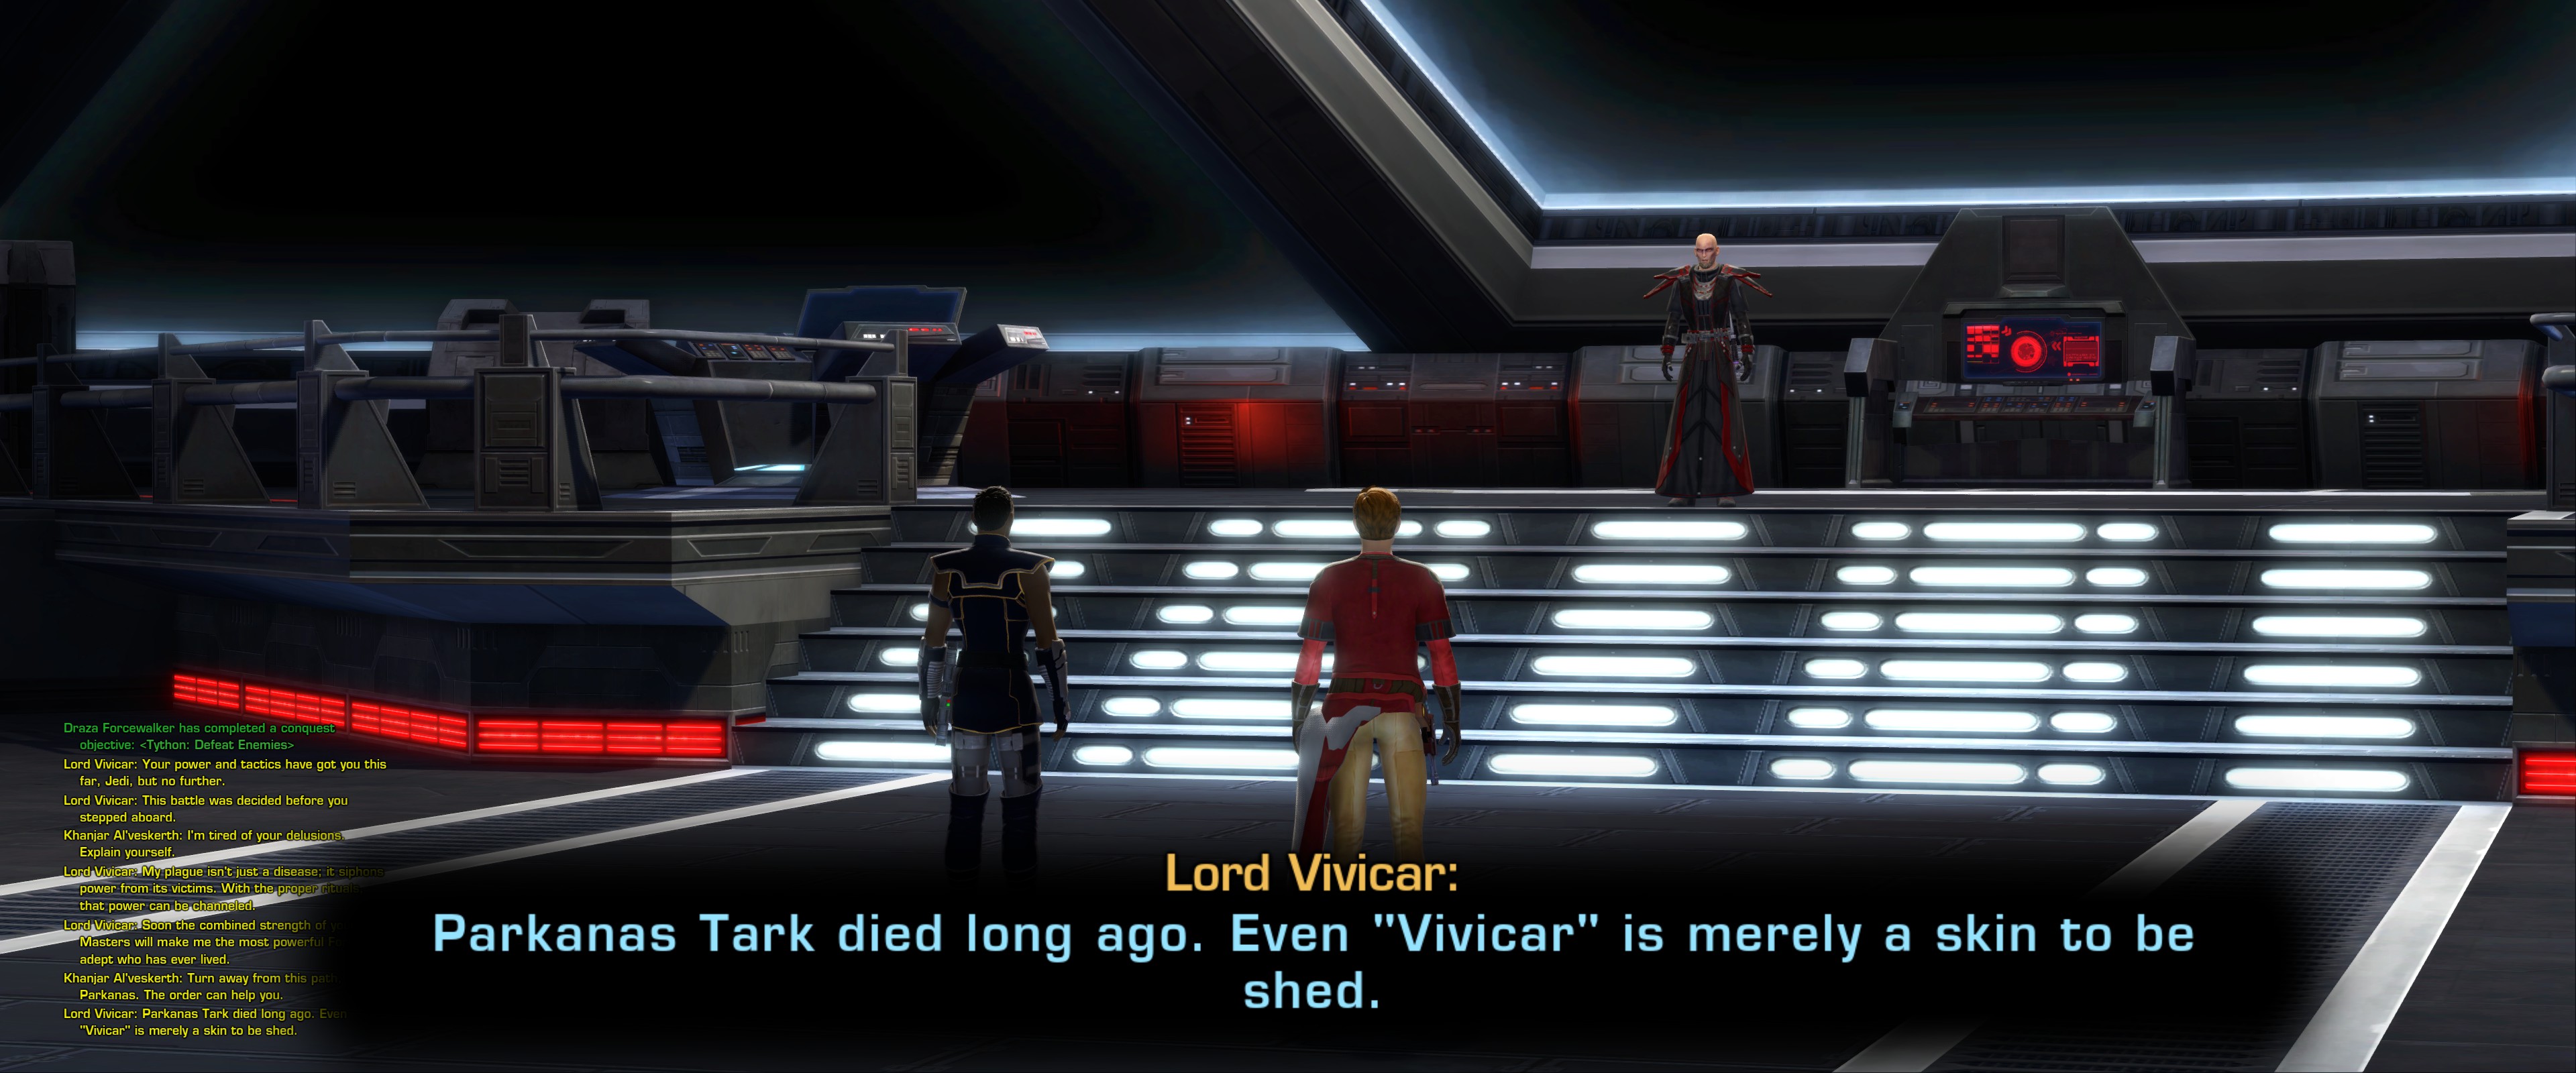 Draza Forcewalker has completed a conquest
objective: <Tython: Defeat Enemies>
Lord Vivicar: Your power and tactics have got you this
far, Jedi, but no further.
Lord Vivicar: This battle was decided before you
stepped aboard.
Khanjar Al'veskerth: I'm tired of your delusions.
Explain yourself.
Lord Vivicar: My plague isn't just a disease; it siphons
power from its victims. With the proper rituals,
that power can be channeled.
Lord Vivicar: Soon the combined strength of
Masters will make me the most powerful
adept who has ever lived.
Khanjar Al'veskerth: Turn away from this path,
Parkanas. The order can help you.
Lord Vivicar: Parkanas Tark died long ago. Even
"Vivicar" is merely a skin to be shed.
Lord Vivicar:
Parkanas Tark died long ago. Even "Vivicar" is merely a skin to be
shed.